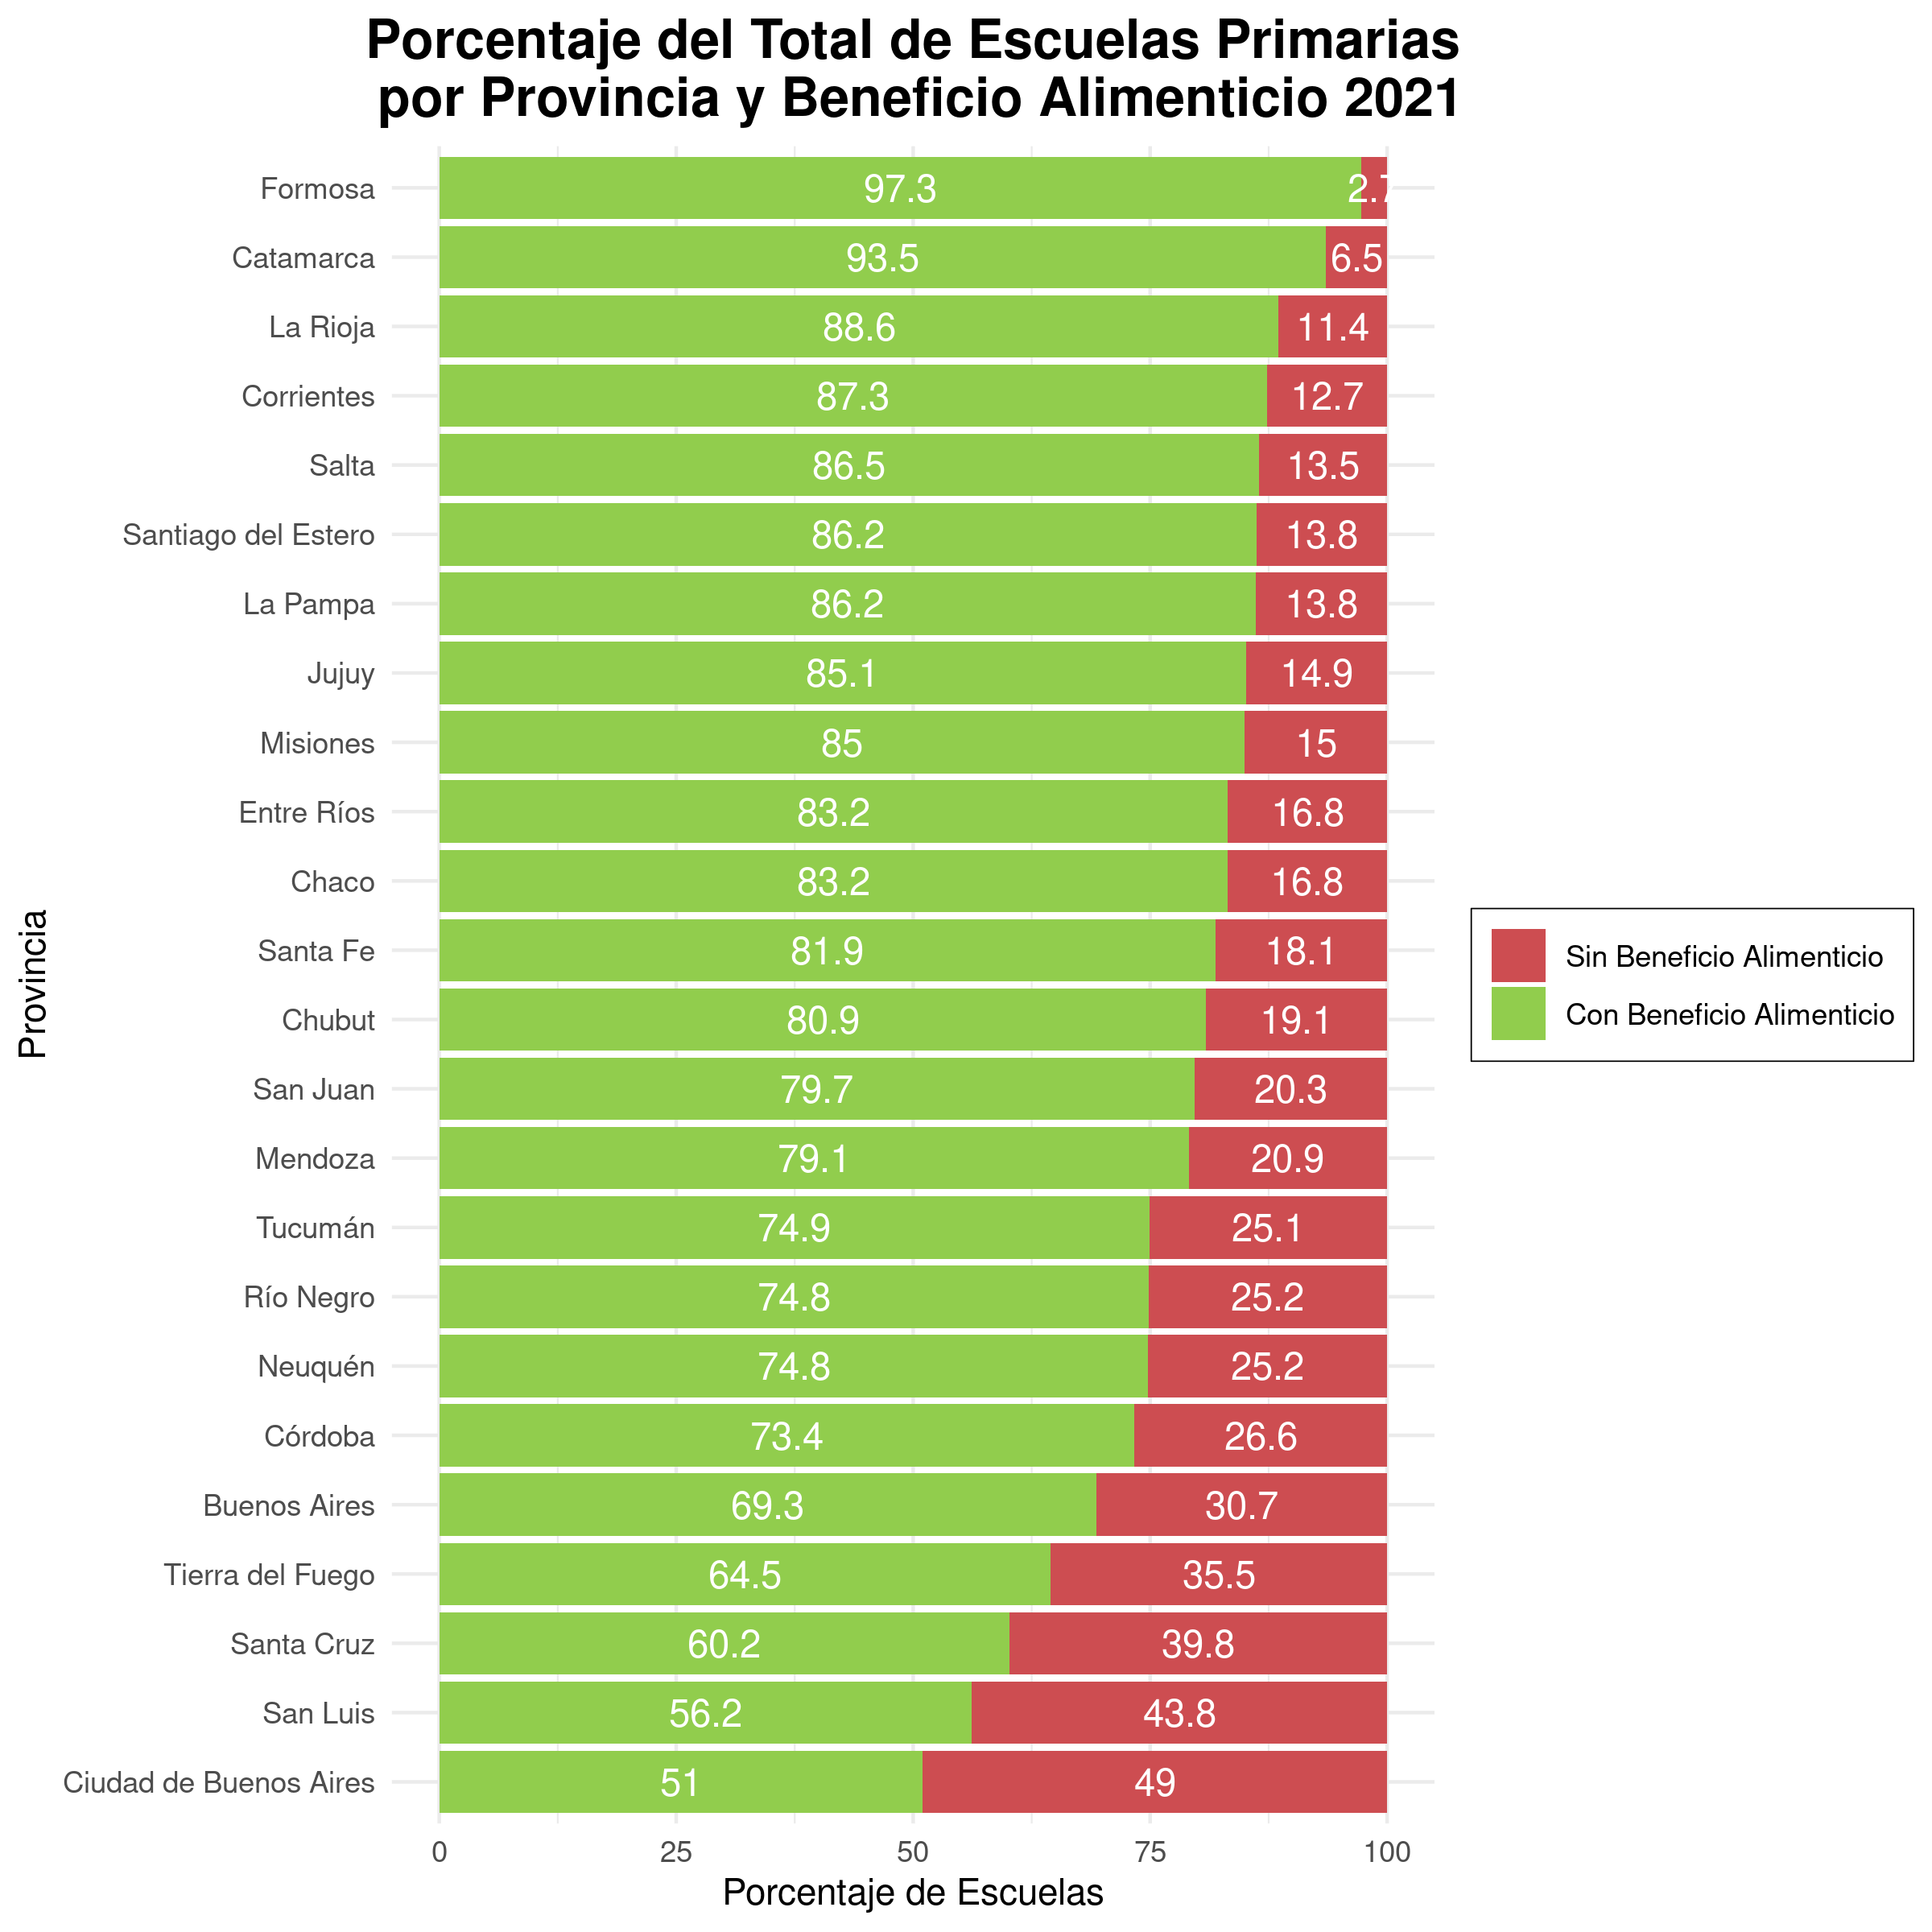 Porcentaje del Total de Escuelas Primarias
por Provincia y Beneficio Alimenticio 2021
Formosa 97.3 2.7
Catamarca 93.5 6.5
La Rioja 88.6 11.4
Corrientes 87.3 12.7
Salta 86.5 13.5
Santiago del Estero 86.2 13.8
La Pampa 86.2 13.8
Jujuy 85.1 14.9
Misiones 85 15
Entre Ríos 83.2 16.8
Chaco 83.2 16.8
Santa Fe 81.9 18.1
Chubut 80.9 19.1
San Juan 79.7 20.3
Mendoza 79.1 20.9
Tucumán 74.9 25.1
Río Negro 74.8 25.2
Neuquén 74.8 25.2
Córdoba 73.4 26.6
Buenos Aires 69.3 30.7
Tierra del Fuego 64.5 35.5
Santa Cruz 60.2 39.8
San Luis 56.2 43.8
Ciudad de Buenos Aires 51 49
0 25 50 75 100
Porcentaje de Escuelas
Provincia
Sin Beneficio Alimenticio
Con Beneficio Alimenticio